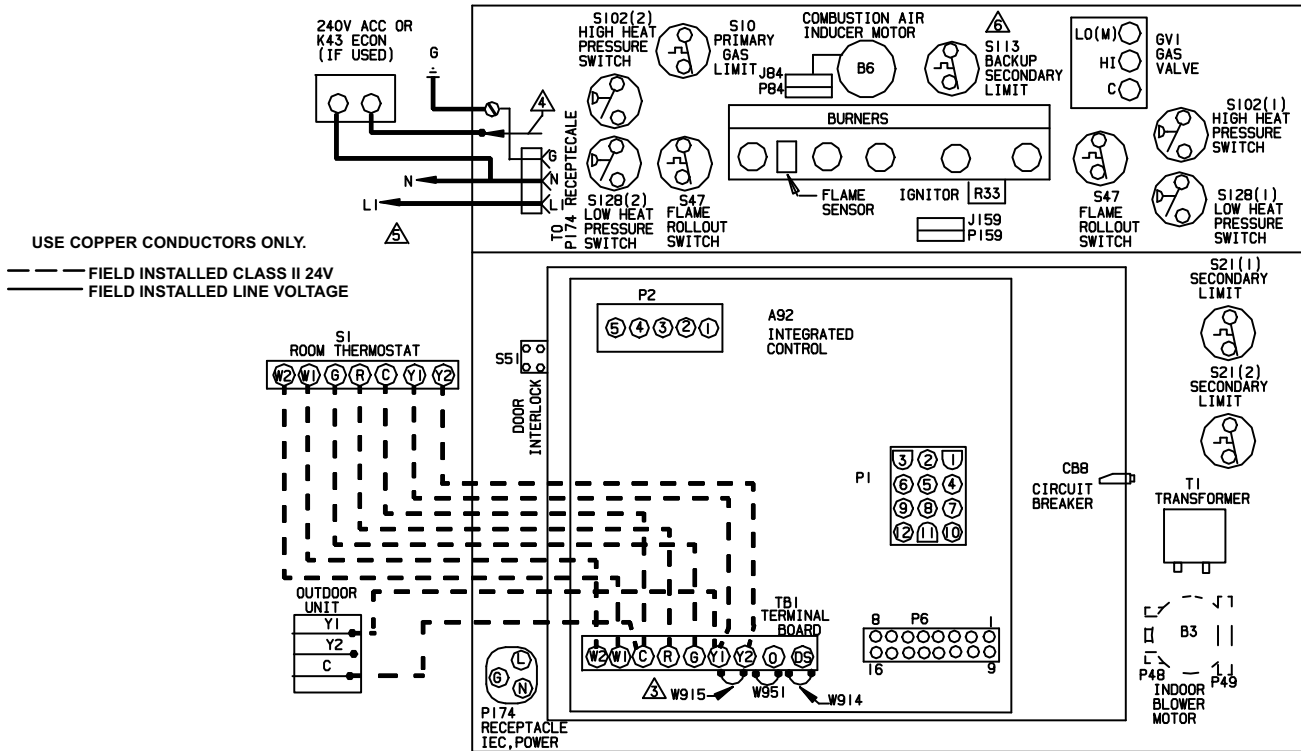 240V ACC OR
K43 ECON
(IF USED)
G
4
G
N
L1
N
L1
5
TO
P174 RECEPTECALE
S102(2)
HIGH HEAT
PRESSURE
SWITCH
S10
PRIMARY
GAS
LIMIT
COMBUSTION AIR
INDUCER MOTOR
J84
P84
B6
6
S113
BACKUP
SECONDARY
LIMIT
LO(M)
HI
C
GV1
GAS
VALVE
S102(1)
HIGH HEAT
PRESSURE
SWITCH
BURNERS
S128(2)
LOW HEAT
PRESSURE
SWITCH
S47
FLAME
ROLLOUT
SWITCH
FLAME
SENSOR
IGNITOR
R33
J159
P159
S47
FLAME
ROLLOUT
SWITCH
S128(1)
LOW HEAT
PRESSURE
SWITCH
USE COPPER CONDUCTORS ONLY.
FIELD INSTALLED CLASS II 24V
FIELD INSTALLED LINE VOLTAGE
S1
ROOM THERMOSTAT
W2 W1 G R C Y1 Y2
S51
DOOR
INTERLOCK
P2
5 4 3 2 1
A92
INTEGRATED
CONTROL
S21(1)
SECONDARY
LIMIT
S21(2)
SECONDARY
LIMIT
P1
3 2 1
6 5 4
9 8 7
12 11 10
CB8
CIRCUIT
BREAKER
T1
TRANSFORMER
OUTDOOR
UNIT
Y1
Y2
C
TB1
TERMINAL
BOARD
W2 W1 C R G Y1 Y2 O DS
3
W915
W951
W914
8 P6 1
16 9
L
G
N
P174
RECEPTACLE
IEC,POWER
B3
P48
P49
INDOOR
BLOWER
MOTOR